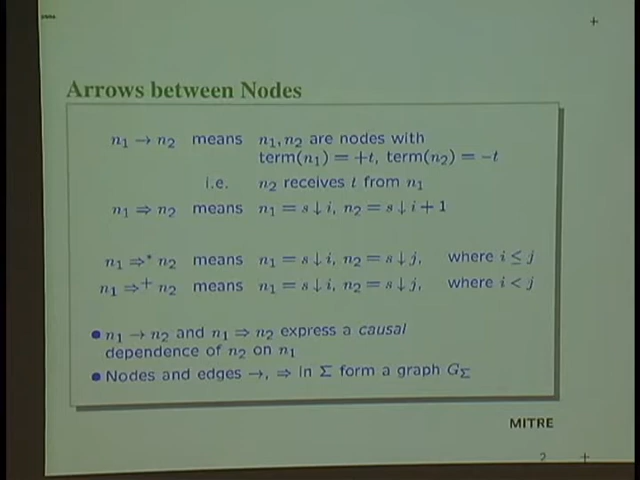 Arrows between Nodes
n₁ → n₂ means n₁, n₂ are nodes with
term(n₁) = +t, term(n₂) = −t
i.e. n₂ receives t from n₁
n₁ ⇒ n₂ means n₁ = s ↓ i, n₂ = s ↓ i + 1
n₁ ⇒* n₂ means n₁ = s ↓ i, n₂ = s ↓ j, where i ≤ j
n₁ ⇒⁺ n₂ means n₁ = s ↓ i, n₂ = s ↓ j, where i < j
● n₁ → n₂ and n₁ ⇒ n₂ express a causal
dependence of n₂ on n₁
● Nodes and edges →, ⇒ in Σ form a graph G_Σ
MITRE
2